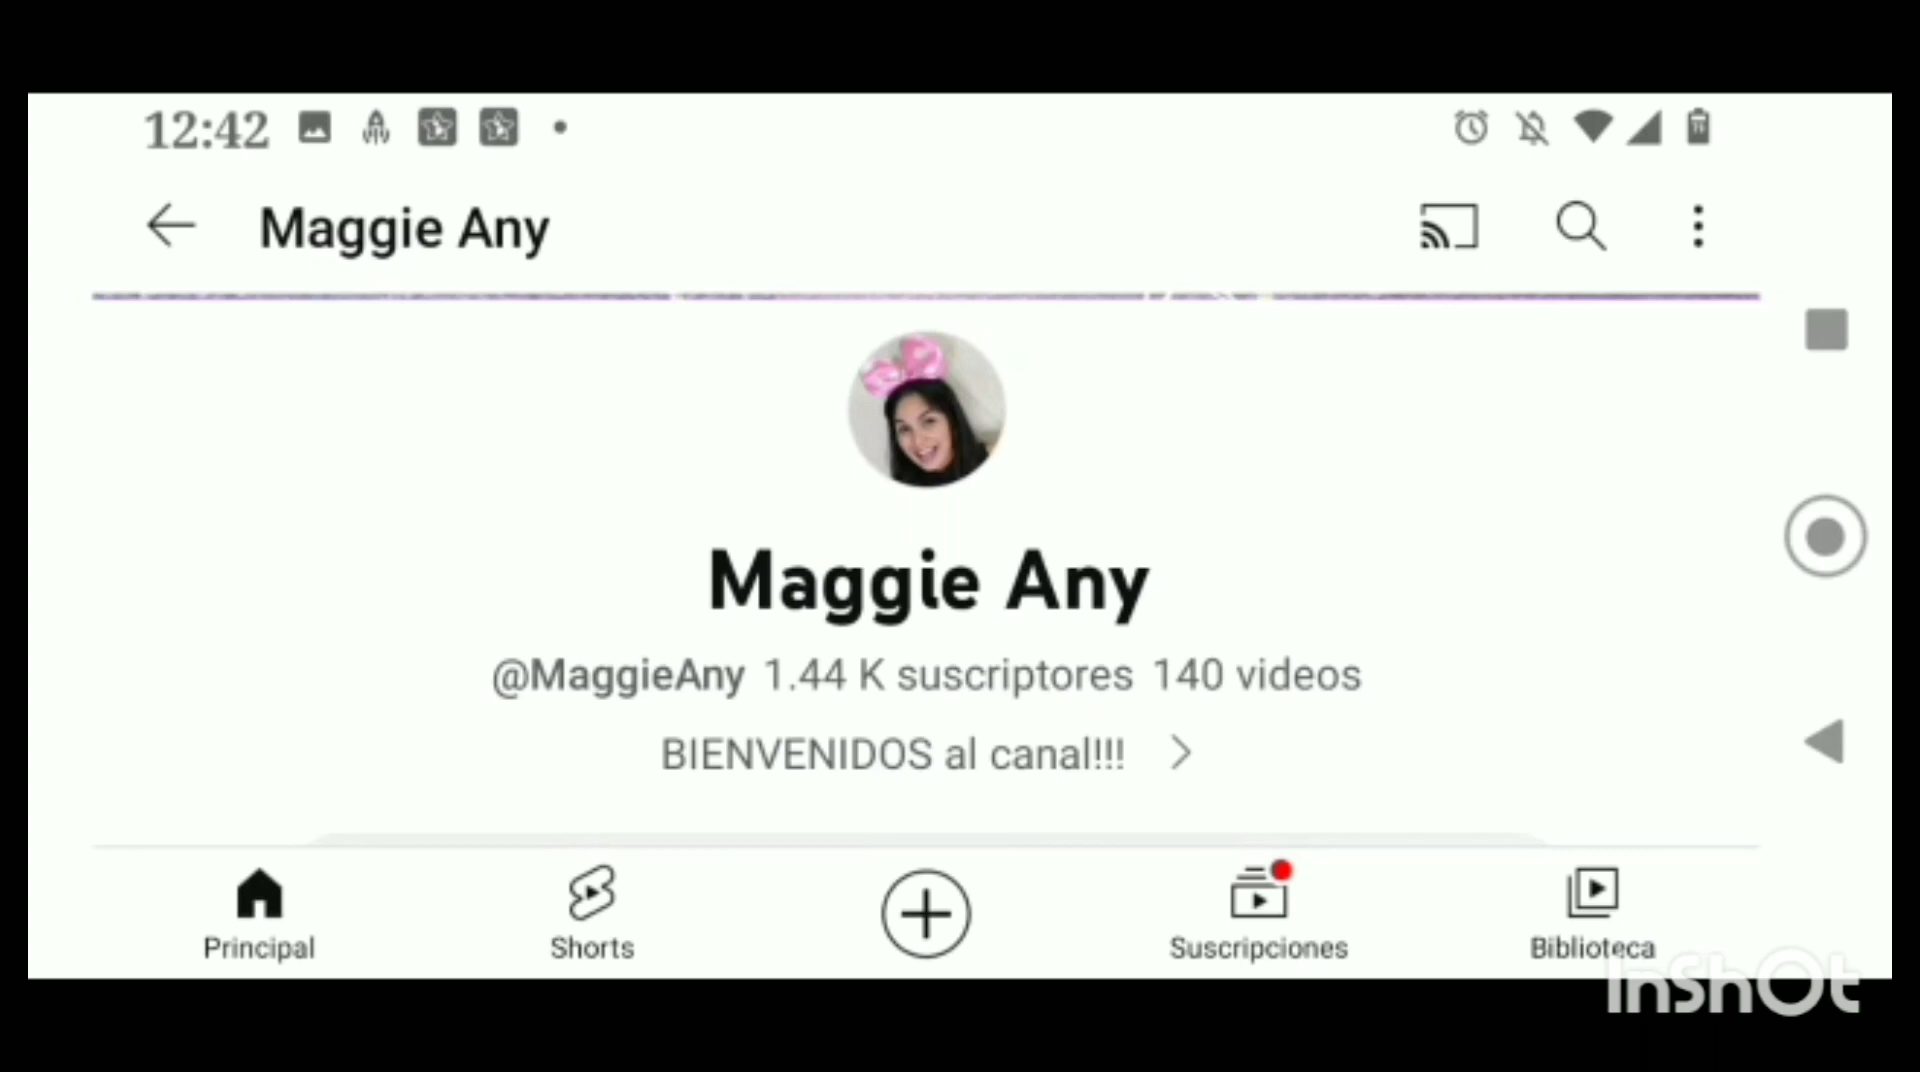 12:42
Maggie Any
Maggie Any
@MaggieAny 1.44 K suscriptores 140 videos
BIENVENIDOS al canal!!!
Principal
Shorts
Suscripciones
Biblioteca
InShOt